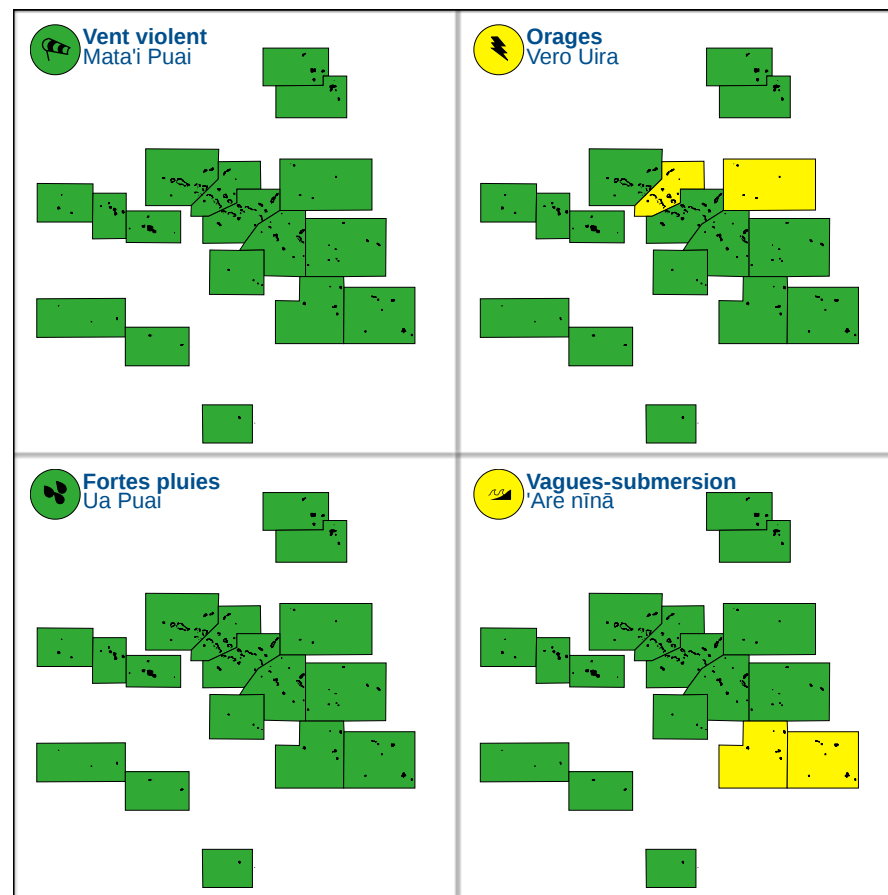 Vent violent
Mata'i Puai
Orages
Vero Uira
Fortes pluies
Ua Puai
Vagues-submersion
'Are nīnā